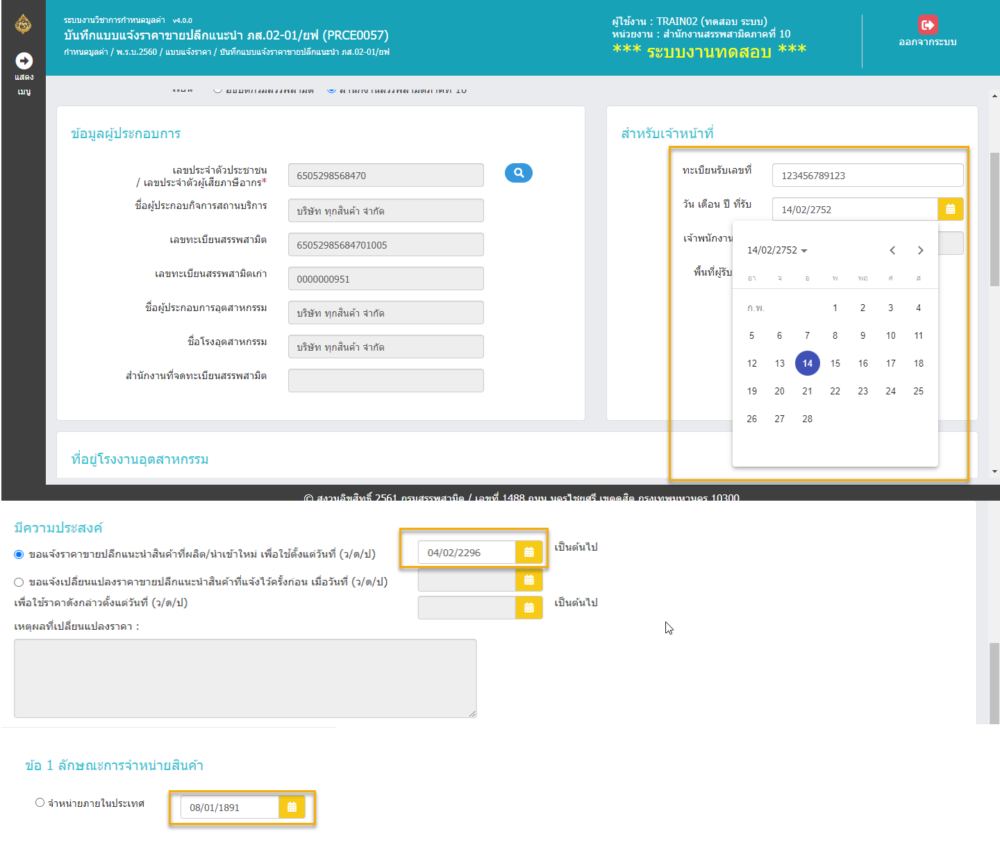 ระบบงานวิชาการกำหนดมูลค่า v4.0.0
บันทึกแบบแจ้งราคาขายปลีกแนะนำ ภส.02-01/ยฟ (PRCE0057)
กำหนดมูลค่า / พ.ร.บ.2560 / แบบแจ้งราคา / บันทึกแบบแจ้งราคาขายปลีกแนะนำ ภส.02-01/ยฟ
ผู้ใช้งาน : TRAIN02 (ทดสอบ ระบบ)
หน่วยงาน : สำนักงานสรรพสามิตภาคที่ 10
*** ระบบงานทดสอบ ***
ออกจากระบบ
แสดง
เมนู
เรียน อธิบดีกรมสรรพสามิต สำนักงานสรรพสามิตภาคที่ 10
ข้อมูลผู้ประกอบการ
เลขประจำตัวประชาชน
/ เลขประจำตัวผู้เสียภาษีอากร* 6505298568470
ชื่อผู้ประกอบกิจการสถานบริการ บริษัท ทุกสินค้า จำกัด
เลขทะเบียนสรรพสามิต 65052985684701005
เลขทะเบียนสรรพสามิตเก่า 0000000951
ชื่อผู้ประกอบการอุตสาหกรรม บริษัท ทุกสินค้า จำกัด
ชื่อโรงอุตสาหกรรม บริษัท ทุกสินค้า จำกัด
สำนักงานที่จดทะเบียนสรรพสามิต
สำหรับเจ้าหน้าที่
ทะเบียนรับเลขที่ 123456789123
วัน เดือน ปี ที่รับ 14/02/2752
เจ้าพนักงาน
พื้นที่ผู้รับ
14/02/2752
อา จ อ พ พฤ ศ ส
ก.พ. 1 2 3 4
5 6 7 8 9 10 11
12 13 14 15 16 17 18
19 20 21 22 23 24 25
26 27 28
ที่อยู่โรงงานอุตสาหกรรม
© สงวนลิขสิทธิ์ 2561 กรมสรรพสามิต / เลขที่ 1488 ถนน นครไชยศรี เขตดุสิต กรุงเทพมหานคร 10300
มีความประสงค์
ขอแจ้งราคาขายปลีกแนะนำสินค้าที่ผลิต/นำเข้าใหม่ เพื่อใช้ตั้งแต่วันที่ (ว/ด/ป) 04/02/2296 เป็นต้นไป
ขอแจ้งเปลี่ยนแปลงราคาขายปลีกแนะนำสินค้าที่แจ้งไว้ครั้งก่อน เมื่อวันที่ (ว/ด/ป)
เพื่อใช้ราคาดังกล่าวตั้งแต่วันที่ (ว/ด/ป) เป็นต้นไป
เหตุผลที่เปลี่ยนแปลงราคา :
ข้อ 1 ลักษณะการจำหน่ายสินค้า
จำหน่ายภายในประเทศ 08/01/1891